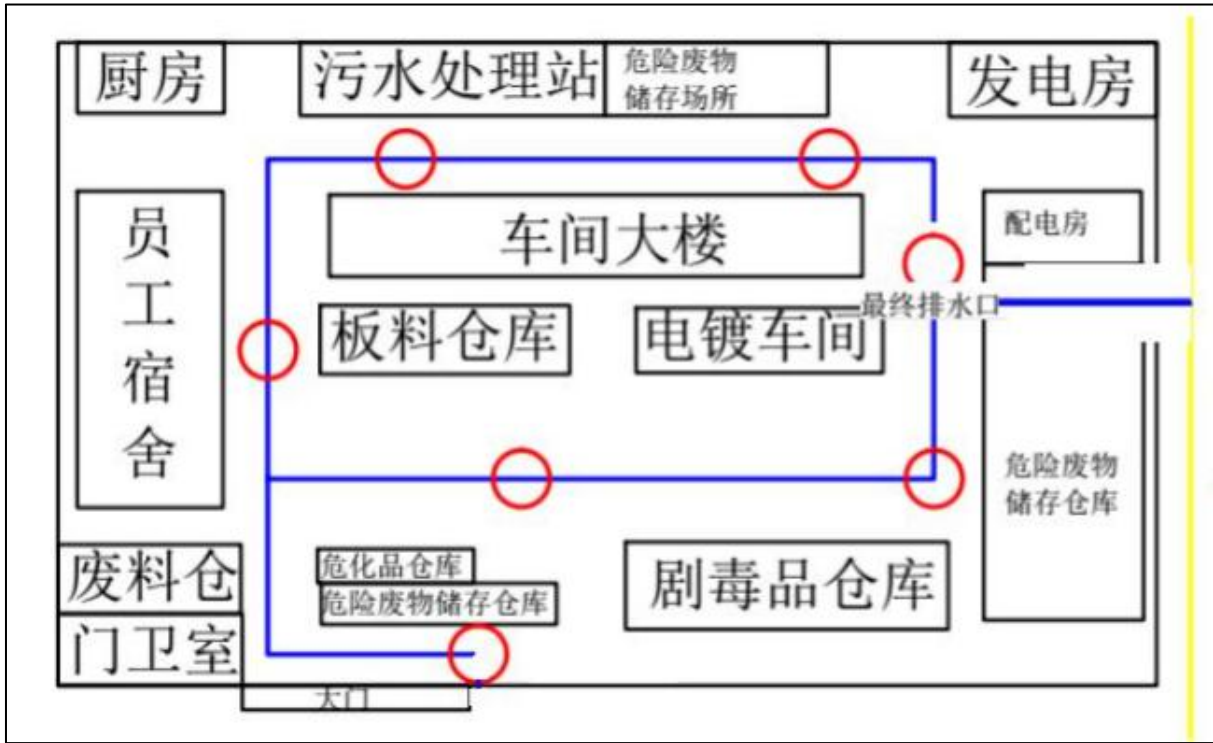 厨房
污水处理站
危险废物
储存场所
发电房
员工宿舍
车间大楼
配电房
最终排水口
板料仓库
电镀车间
危险废物
储存仓库
废料仓
危化品仓库
危险废物储存仓库
剧毒品仓库
门卫室
大门